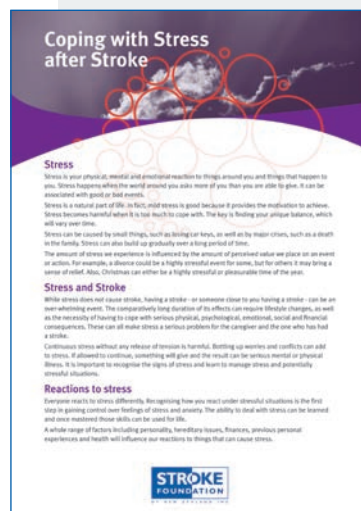 Coping with Stress
after Stroke
Stress
Stress is your physical, mental and emotional reaction to things around you and things that happen to
you. Stress happens when the world around you asks more of you than you are able to give. It can be
associated with good or bad events.
Stress is a natural part of life. In fact, mild stress is good because it provides the motivation to achieve.
Stress becomes harmful when it is too much to cope with. The key is finding your unique balance, which
will vary over time.
Stress can be caused by small things, such as losing car keys, as well as by major crises, such as a death
in the family. Stress can also build up gradually over a long period of time.
The amount of stress we experience is influenced by the amount of perceived value we place on an event
or action. For example, a divorce could be a highly stressful event for some, but for others it may bring a
sense of relief. Also, Christmas can either be a highly stressful or pleasurable time of the year.
Stress and Stroke
While stress does not cause stroke, having a stroke - or someone close to you having a stroke - can be an
over-whelming event. The comparatively long duration of its effects can require lifestyle changes, as well
as the necessity of having to cope with serious physical, psychological, emotional, social and financial
consequences. These can all make stress a serious problem for the caregiver and the one who has had
a stroke.
Continuous stress without any release of tension is harmful. Bottling up worries and conflicts can add
to stress. If allowed to continue, something will give and the result can be serious mental or physical
illness. It is important to recognise the signs of stress and learn to manage stress and potentially
stressful situations.
Reactions to stress
Everyone reacts to stress differently. Recognising how you react under stressful situations is the first
step in gaining control over feelings of stress and anxiety. The ability to deal with stress can be learned
and once mastered those skills can be used for life.
A whole range of factors including personality, hereditary issues, finances, previous personal
experiences and health will influence our reactions to things that can cause stress.
STROKE
FOUNDATION
OF NEW ZEALAND INC